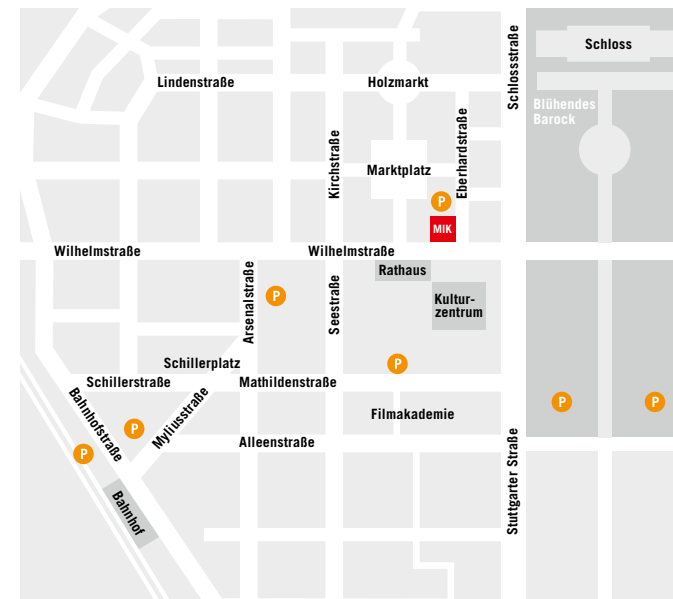 Schloss
Schlossstraße
Lindenstraße
Holzmarkt
Blühendes
Barock
Kirchstraße
Eberhardstraße
Marktplatz
P
MIK
Wilhelmstraße
Wilhelmstraße
Rathaus
Arsenalstraße
P
Seestraße
Kultur-
zentrum
Schillerplatz
P
Schillerstraße
Mathildenstraße
P
P
Bahnhofstraße
Myliusstraße
P
Filmakademie
Alleenstraße
P
Stuttgarter Straße
Bahnhof